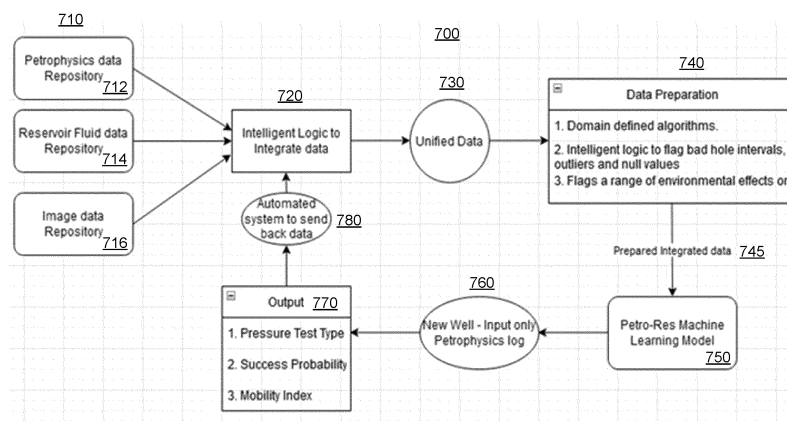 710
700
Petrophysics data
Repository
712
Reservoir Fluid data
Repository
714
Image data
Repository
716
720
Intelligent Logic to
Integrate data
730
Unified Data
740
Data Preparation
1. Domain defined algorithms.
2. Intelligent logic to flag bad hole intervals,
outliers and null values
3. Flags a range of environmental effects
Prepared Integrated data
745
Petro-Res Machine
Learning Model
750
760
New Well - Input only
Petrophysics log
Output
770
1. Pressure Test Type
2. Success Probability
3. Mobility Index
Automated
system to send
back data
780